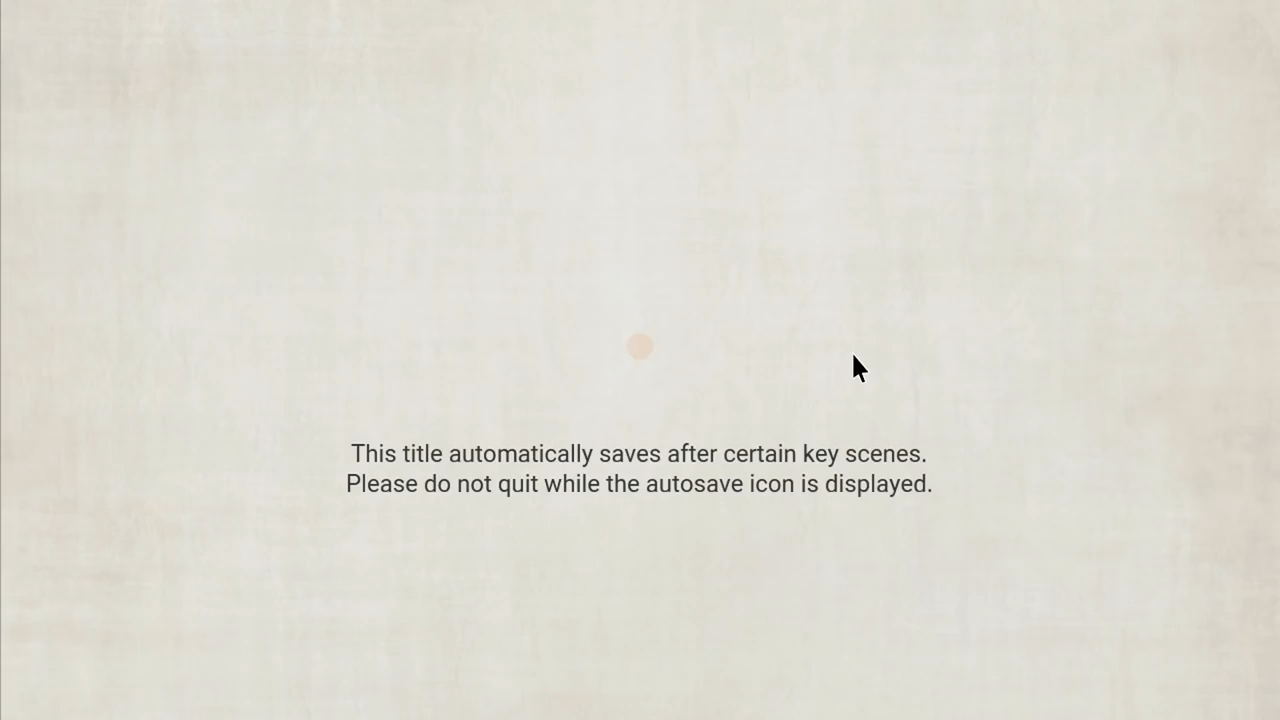 This title automatically saves after certain key scenes.
Please do not quit while the autosave icon is displayed.